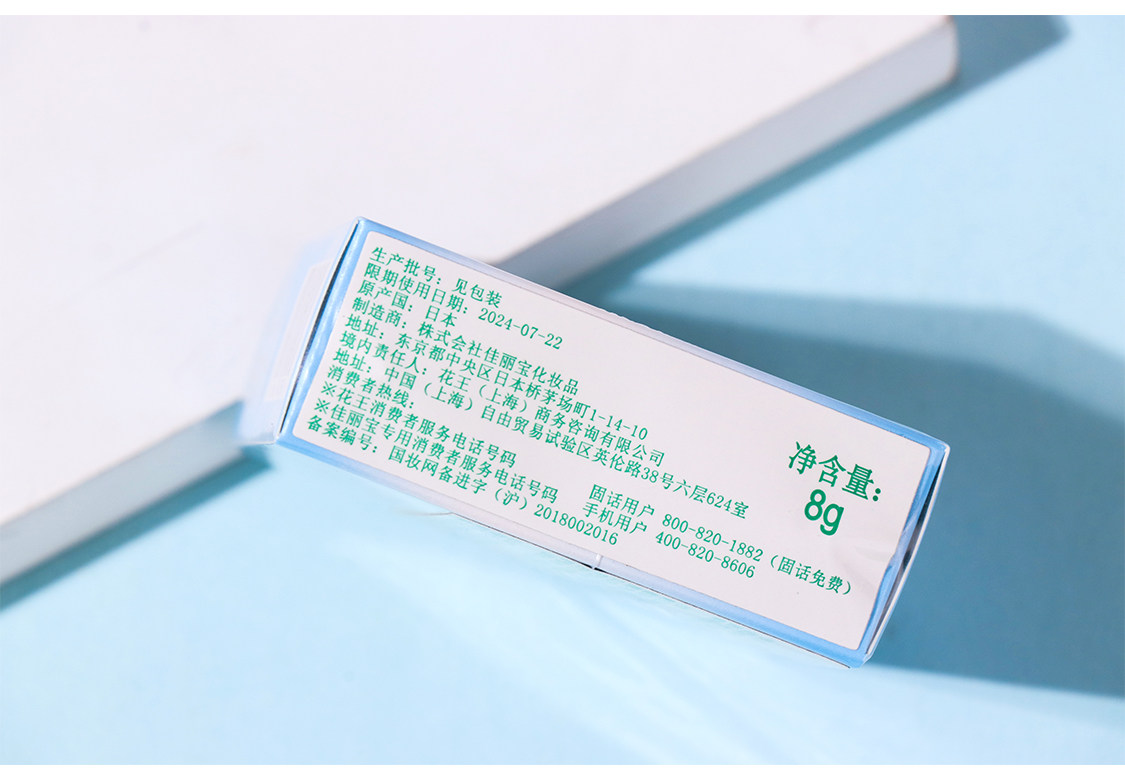 生产批号：见包装
限期使用日期：2024-07-22
原产国：日本
制造商：株式会社佳丽宝化妆品
地址：东京都中央区日本桥茅场町1-14-10
境内责任人：花王（上海）商务咨询有限公司
地址：中国（上海）自由贸易试验区英伦路38号六层624室
消费者热线：
※花王消费者服务电话号码 固话用户 800-820-1882（固话免费）
※佳丽宝专用消费者服务电话号码 手机用户 400-820-8606
备案编号：国妆网备进字（沪）2018002016
净含量：
8g